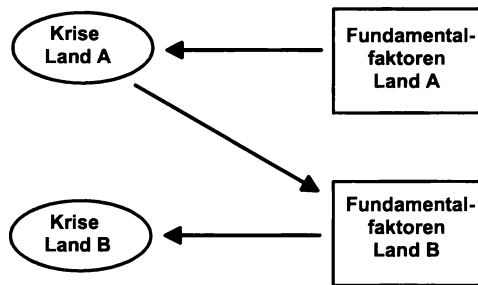 Krise
Land A
Fundamental-
faktoren
Land A
Krise
Land B
Fundamental-
faktoren
Land B